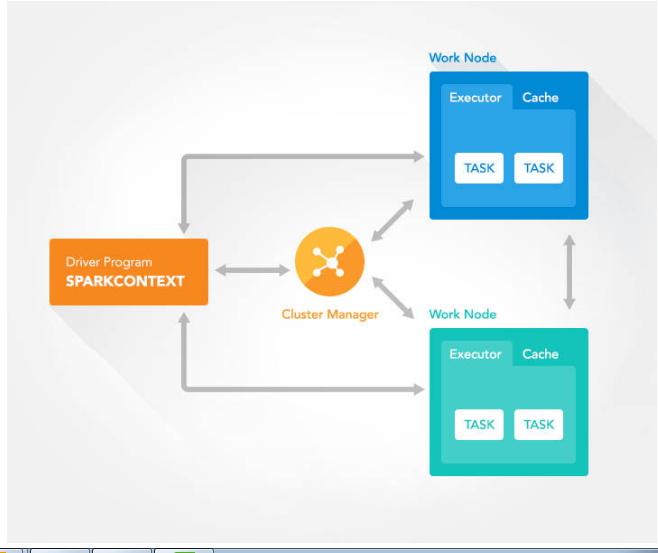 Work Node
Executor Cache
TASK TASK
Driver Program
SPARKCONTEXT
Cluster Manager
Work Node
Executor Cache
TASK TASK